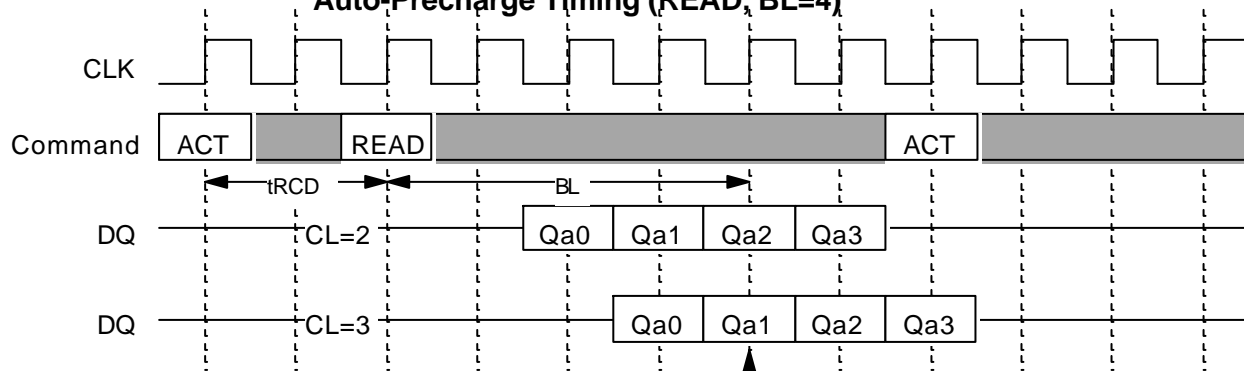 Auto-Precharge Timing (READ, BL=4)
CLK
Command ACT READ ACT
tRCD BL
DQ CL=2 Qa0 Qa1 Qa2 Qa3
DQ CL=3 Qa0 Qa1 Qa2 Qa3